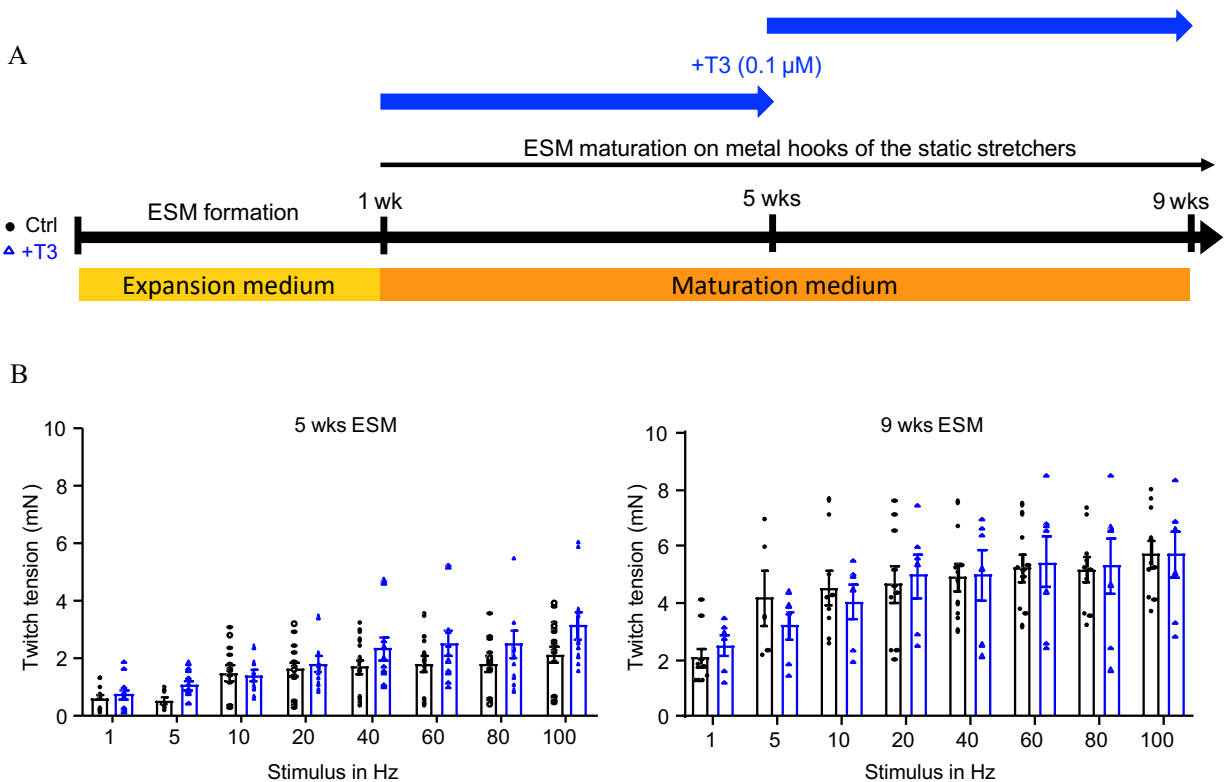 A
+T3 (0.1 µM)
ESM maturation on metal hooks of the static stretchers
ESM formation
1 wk
5 wks
9 wks
Ctrl
+T3
Expansion medium
Maturation medium
B
5 wks ESM
Twitch tension (mN)
10
8
6
4
2
0
1 5 10 20 40 60 80 100
Stimulus in Hz
9 wks ESM
Twitch tension (mN)
10
8
6
4
2
0
1 5 10 20 40 60 80 100
Stimulus in Hz